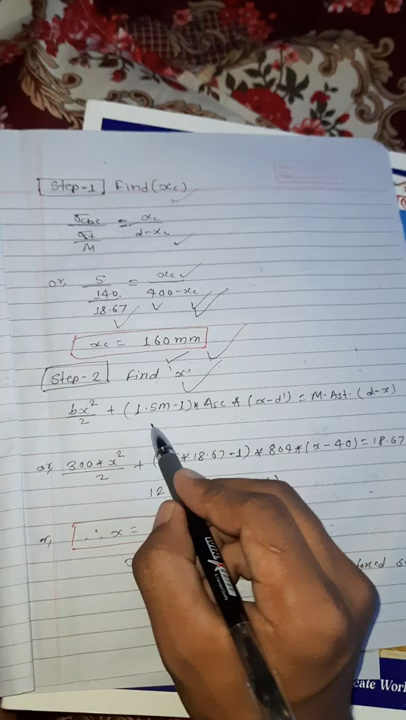 Step-1 Find (xc)
σcbc / (σst / m) = xc / (d-xc)
or, 5 / (140 / 18.67) = xc / (400-xc)
xc = 160mm
Step-2 Find 'x'
bx²/2 + (1.5m-1)* Asc * (x-d') = M. Ast. (d-x)
or, 300*x²/2 + ( * 18.67-1) * 804 * (x-40) = 18.67
12
or, ∴ x =
cate Wor